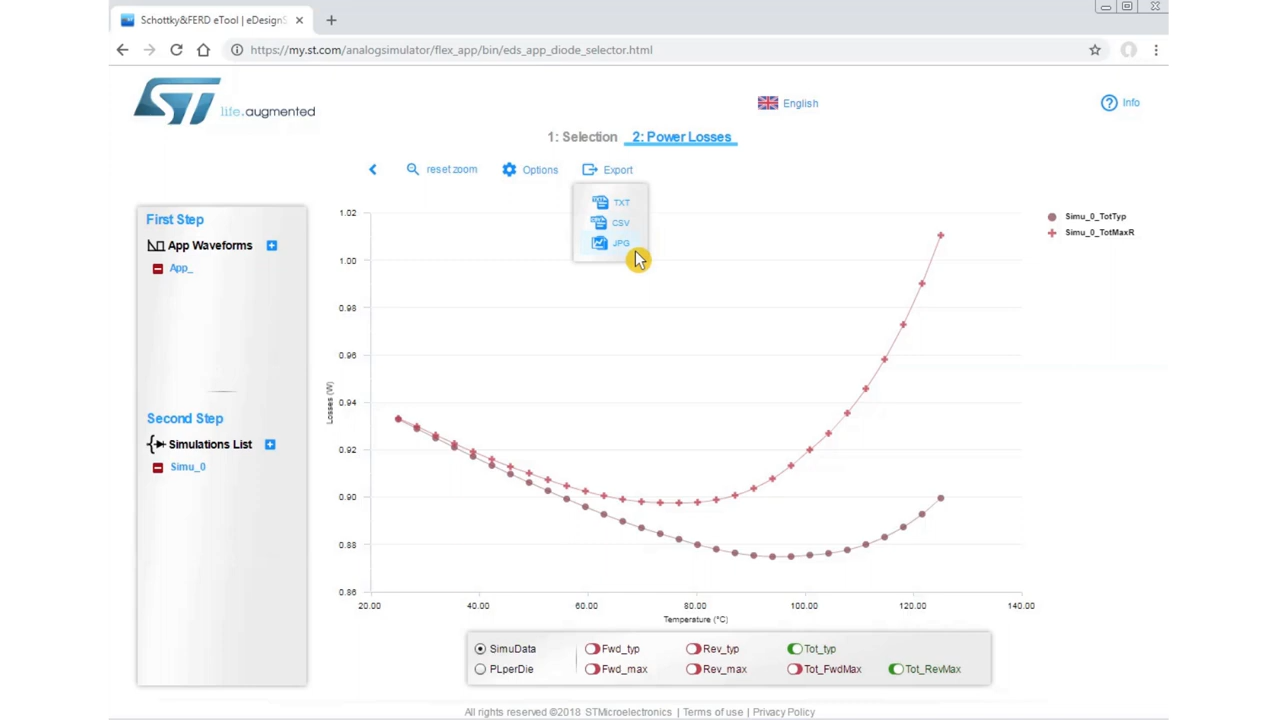 Schottky&FERD eTool | eDesignS
https://my.st.com/analogsimulator/flex_app/bin/eds_app_diode_selector.html
ST life.augmented
English
Info
1: Selection 2: Power Losses
reset zoom Options Export
TXT
CSV
JPG
First Step
App Waveforms
App_
Second Step
Simulations List
Simu_0
1.02
1.00
0.98
0.96
0.94
0.92
0.90
0.88
0.86
Losses (W)
20.00 40.00 60.00 80.00 100.00 120.00 140.00
Temperature (°C)
Simu_0_TotTyp
Simu_0_TotMaxR
SimuData Fwd_typ Rev_typ Tot_typ
PLperDie Fwd_max Rev_max Tot_FwdMax Tot_RevMax
All rights reserved ©2018 STMicroelectronics | Terms of use | Privacy Policy